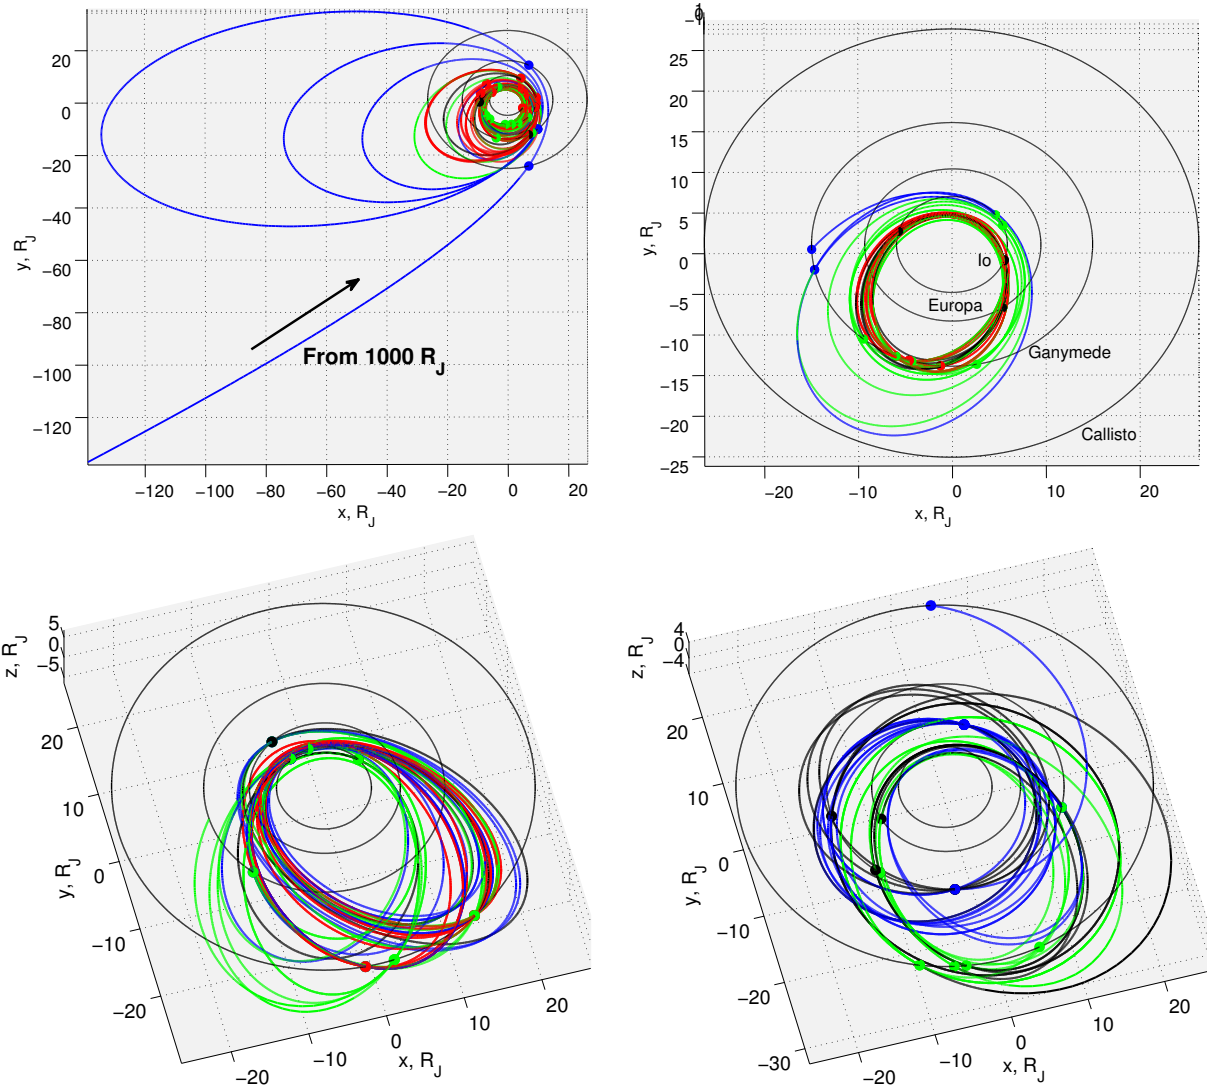 20
0
−20
−40
−60
−80
−100
−120
y, R_J
From 1000 R_J
−120 −100 −80 −60 −40 −20 0 20
x, R_J
25
20
15
10
5
0
−5
−10
−15
−20
−25
y, R_J
Io
Europa
Ganymede
Callisto
−20 −10 0 10 20
x, R_J
5
0
−5
z, R_J
20
10
0
−10
−20
y, R_J
−20 −10 0 10 20
x, R_J
4
0
−4
z, R_J
20
10
0
−10
−20
−30
y, R_J
−20 −10 0 10 20
x, R_J